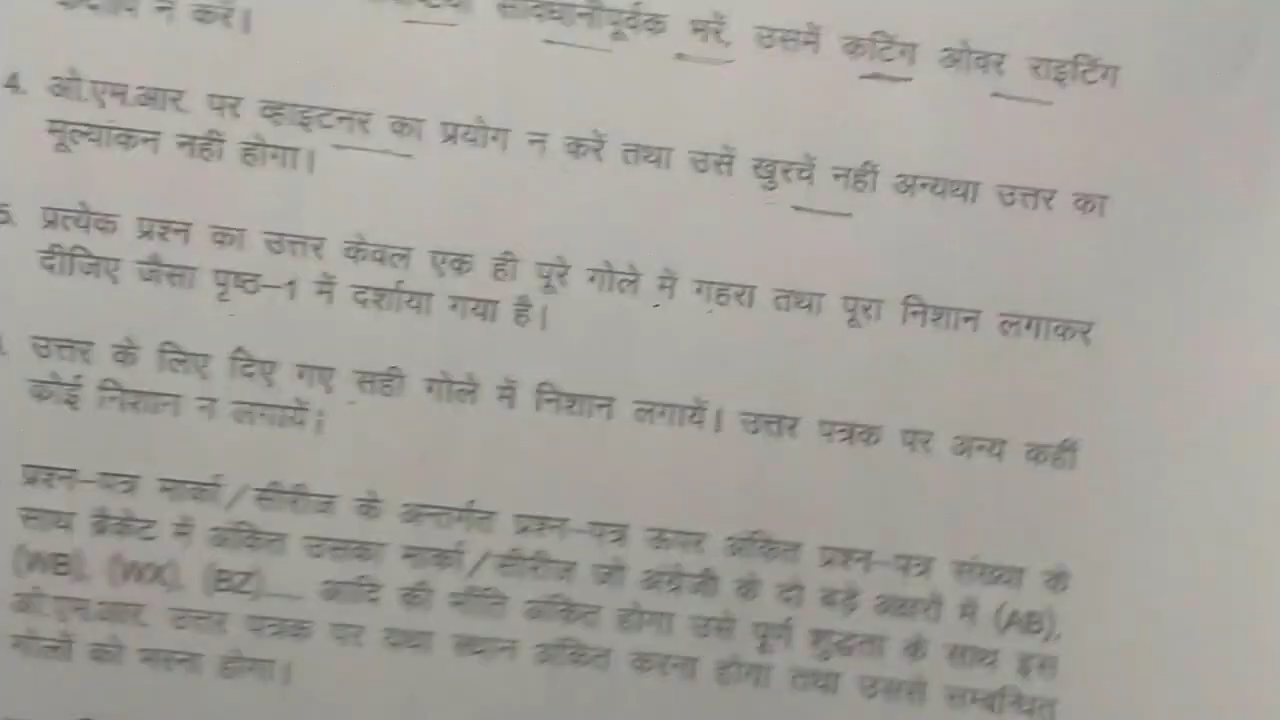 न करें।
सावधानीपूर्वक भरें, उसमें कटिंग ओवर राइटिंग
4. ओ.एम.आर. पर व्हाइटनर का प्रयोग न करें तथा उसे खुरचें नहीं अन्यथा उत्तर का
मूल्यांकन नहीं होगा।
5. प्रत्येक प्रश्न का उत्तर केवल एक ही पूरे गोले में गहरा तथा पूरा निशान लगाकर
दीजिए जैसा पृष्ठ-1 में दर्शाया गया है।
उत्तर के लिए दिए गए सही गोले में निशान लगायें। उत्तर पत्रक पर अन्य कहीं
कोई निशान न लगायें।
प्रश्न-पत्र मार्का/सीरीज के अन्तर्गत प्रश्न-पत्र ऊपर अंकित प्रश्न-पत्र संख्या के
साथ ब्रैकेट में अंकित उसका मार्का/सीरीज जो अंग्रेजी के दो बड़े अक्षरों में (AB),
(WB), (WX), (BZ)... आदि की भाँति अंकित होगा उसे पूर्ण शुद्धता के साथ इस
ओ.एम.आर. उत्तर पत्रक पर यथा स्थान अंकित करना होगा तथा उससे सम्बन्धित
गोलों को भरना होगा।